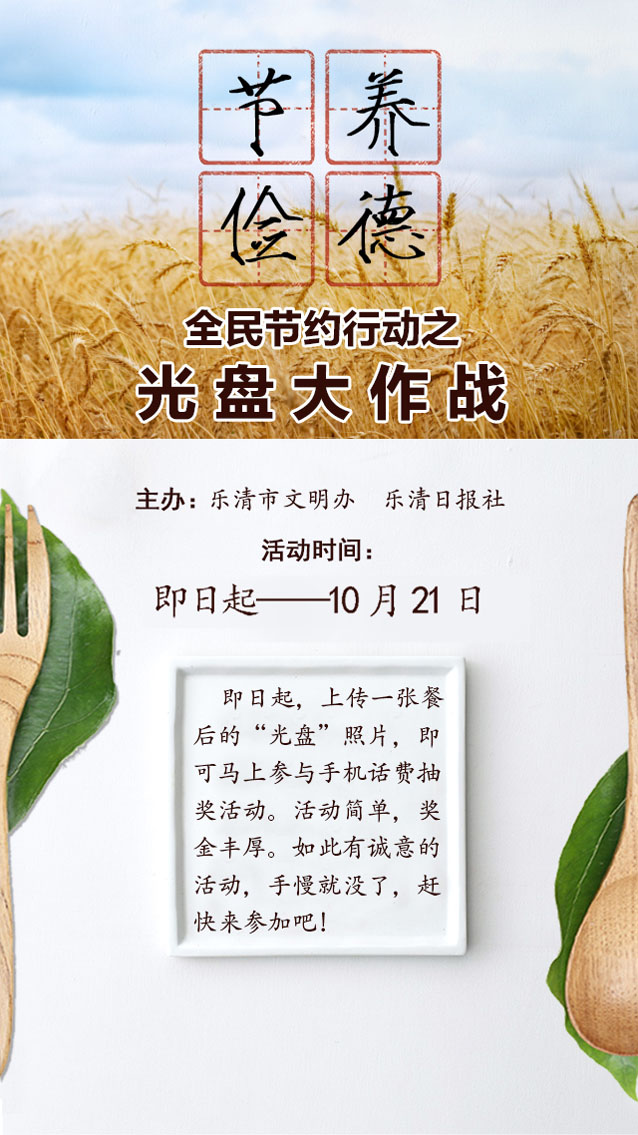 节 养
俭 德
全民节约行动之
光盘大作战
主办：乐清市文明办 乐清日报社
活动时间：
即日起——10月21日
即日起，上传一张餐
后的“光盘”照片，即
可马上参与手机话费抽
奖活动。活动简单，奖
金丰厚。如此有诚意的
活动，手慢就没了，赶
快来参加吧！